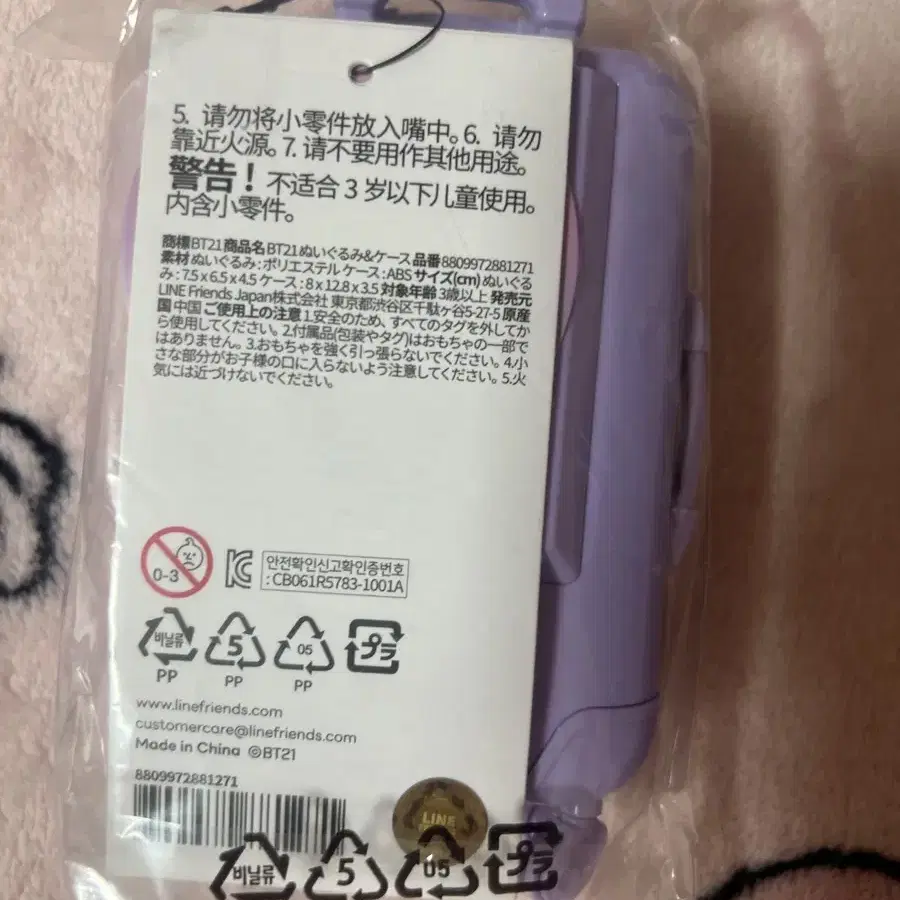 5. 请勿将小零件放入嘴中。6. 请勿
靠近火源。7. 请不要用作其他用途。
警告! 不适合 3 岁以下儿童使用。
内含小零件。
商標BT21 商品名BT21ぬいぐるみ&ケース 品番8809972881271
素材 ぬいぐるみ:ポリエステル ケース:ABS サイズ(cm) ぬいぐる
み:7.5 x 6.5 x 4.5 ケース:8 x 12.8 x 3.5 対象年齢 3歳以上 発売元
LINE Friends Japan株式会社 東京都渋谷区千駄ヶ谷5-27-5 原産
国 中国 ご使用上の注意 1.安全のため、すべてのタグを外してか
ら使用してください。2.付属品(包装やタグ)はおもちゃの一部で
はありません。3.おもちゃを強く引っ張らないでください。4.小
さな部分がお子様の口に入らないよう注意してください。5.火
気には近づけないでください。
0-3
안전확인신고확인증번호
: CB061R5783-1001A
비닐류 5 05 プラ
PP PP PP
www.linefriends.com
customercare@linefriends.com
Made in China ©BT21
8809972881271
LINE
비닐류 5 05 プラ